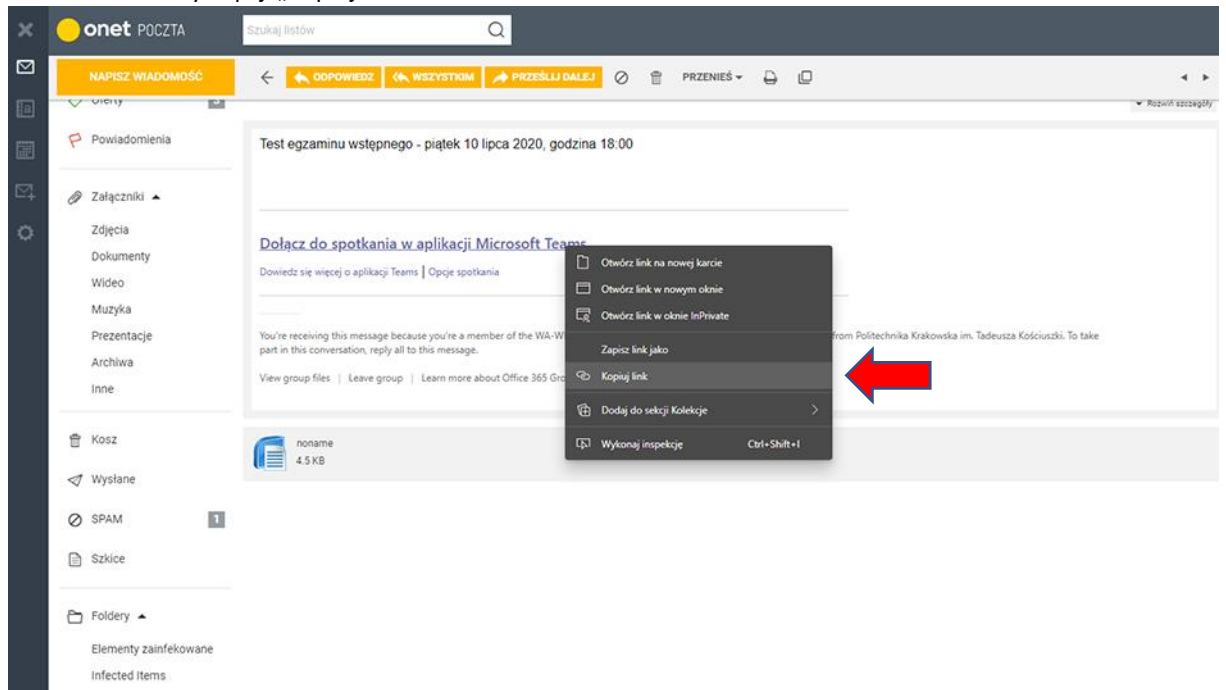 onet POCZTA
Szukaj listów
NAPISZ WIADOMOŚĆ
ODPOWIEDZ
WSZYSTKIM
PRZEŚLIJ DALEJ
PRZENIEŚ
Oferty
Rozwiń szczegóły
Powiadomienia
Załączniki
Zdjęcia
Dokumenty
Wideo
Muzyka
Prezentacje
Archiwa
Inne
Kosz
Wysłane
SPAM 1
Szkice
Foldery
Elementy zainfekowane
Infected Items
Test egzaminu wstępnego - piątek 10 lipca 2020, godzina 18:00
Dołącz do spotkania w aplikacji Microsoft Teams
Dowiedz się więcej o aplikacji Teams | Opcje spotkania
You're receiving this message because you're a member of the WA-W from Politechnika Krakowska im. Tadeusza Kościuszki. To take
part in this conversation, reply all to this message.
View group files | Leave group | Learn more about Office 365 Gro
noname
4.5 KB
Otwórz link na nowej karcie
Otwórz link w nowym oknie
Otwórz link w oknie InPrivate
Zapisz link jako
Kopiuj link
Dodaj do sekcji Kolekcje
Wykonaj inspekcję Ctrl+Shift+I